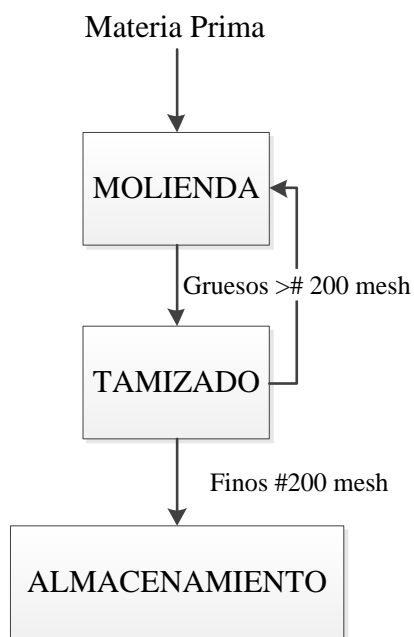 Materia Prima
MOLIENDA
Gruesos ># 200 mesh
TAMIZADO
Finos #200 mesh
ALMACENAMIENTO